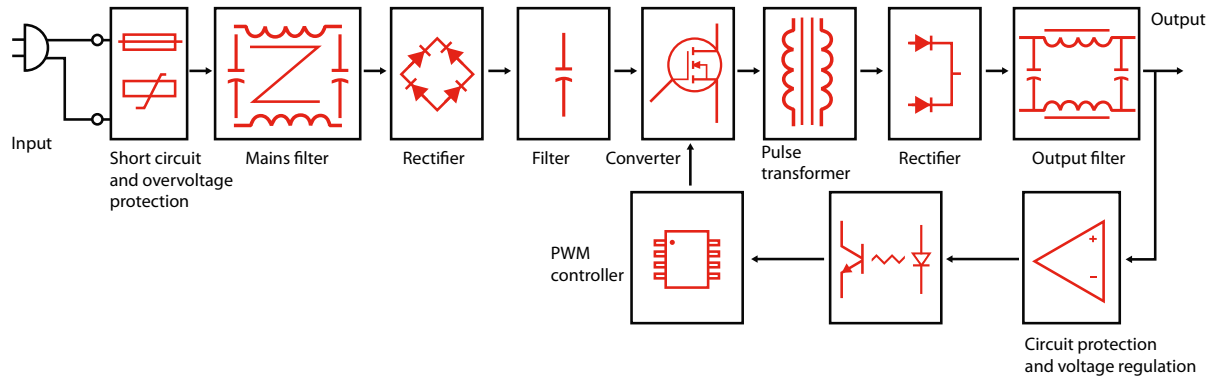 Output
Input
Short circuit
and overvoltage
protection
Mains filter
Rectifier
Filter
Converter
Pulse
transformer
Rectifier
Output filter
PWM
controller
+
−
Circuit protection
and voltage regulation